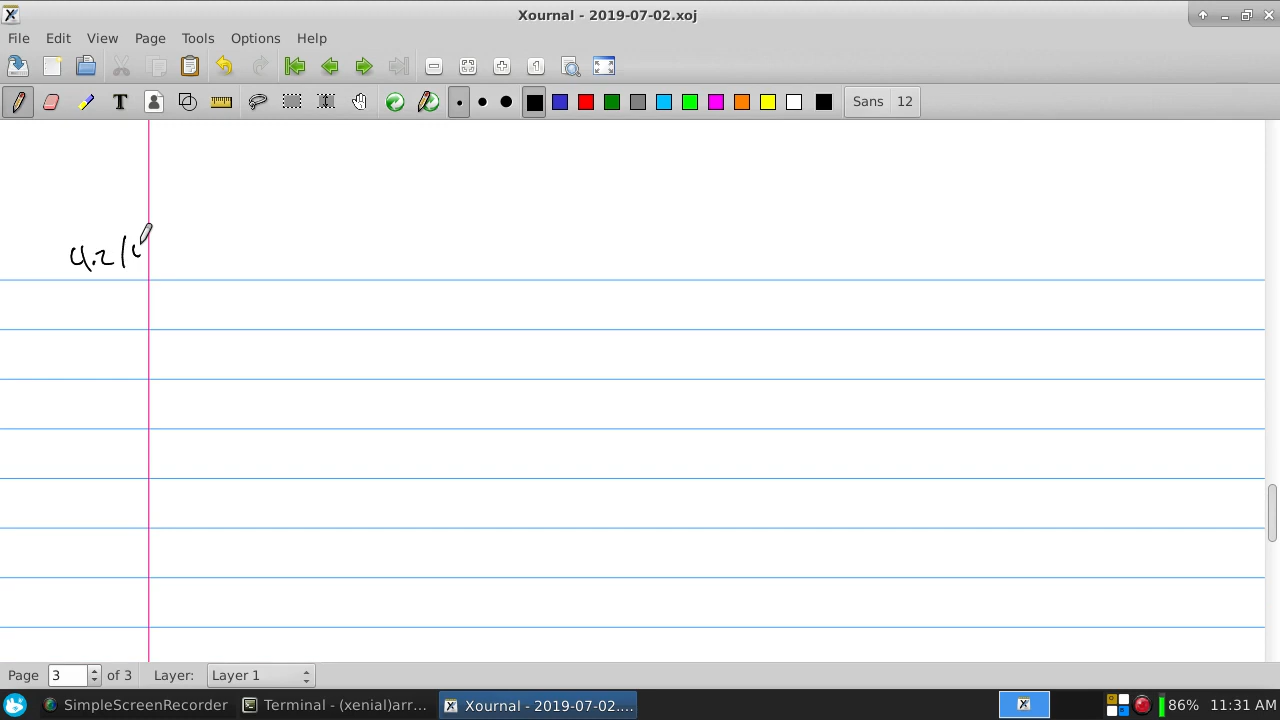 Xournal - 2019-07-02.xoj
File Edit View Page Tools Options Help
T Sans 12
4.2/
Page 3 of 3 Layer: Layer 1
SimpleScreenRecorder Terminal - (xenial)arr... Xournal - 2019-07-02.... 86% 11:31 AM